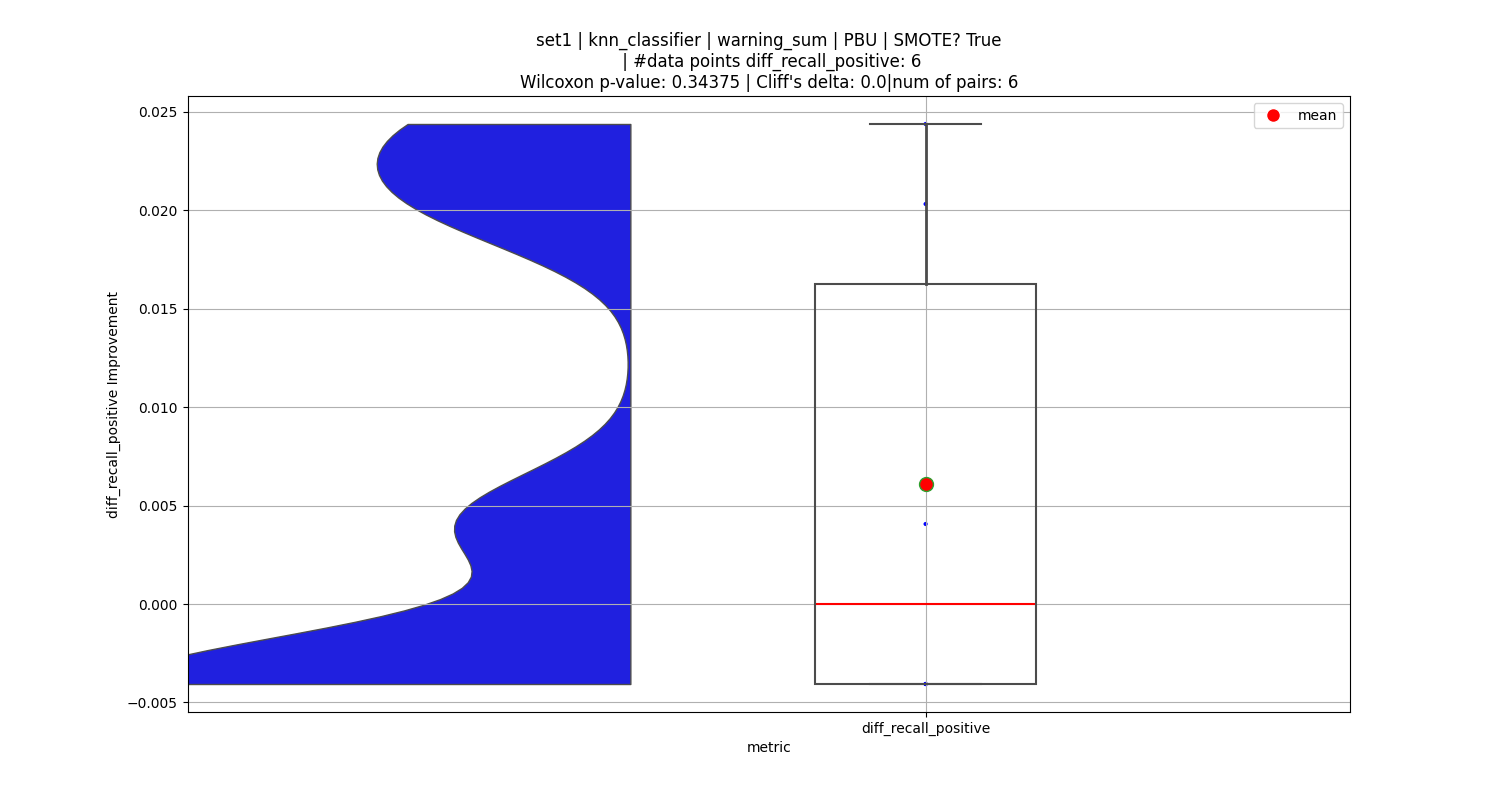 set1 | knn_classifier | warning_sum | PBU | SMOTE? True
| #data points diff_recall_positive: 6
Wilcoxon p-value: 0.34375 | Cliff's delta: 0.0|num of pairs: 6
mean
0.025
0.020
0.015
0.010
0.005
0.000
−0.005
diff_recall_positive Improvement
diff_recall_positive
metric